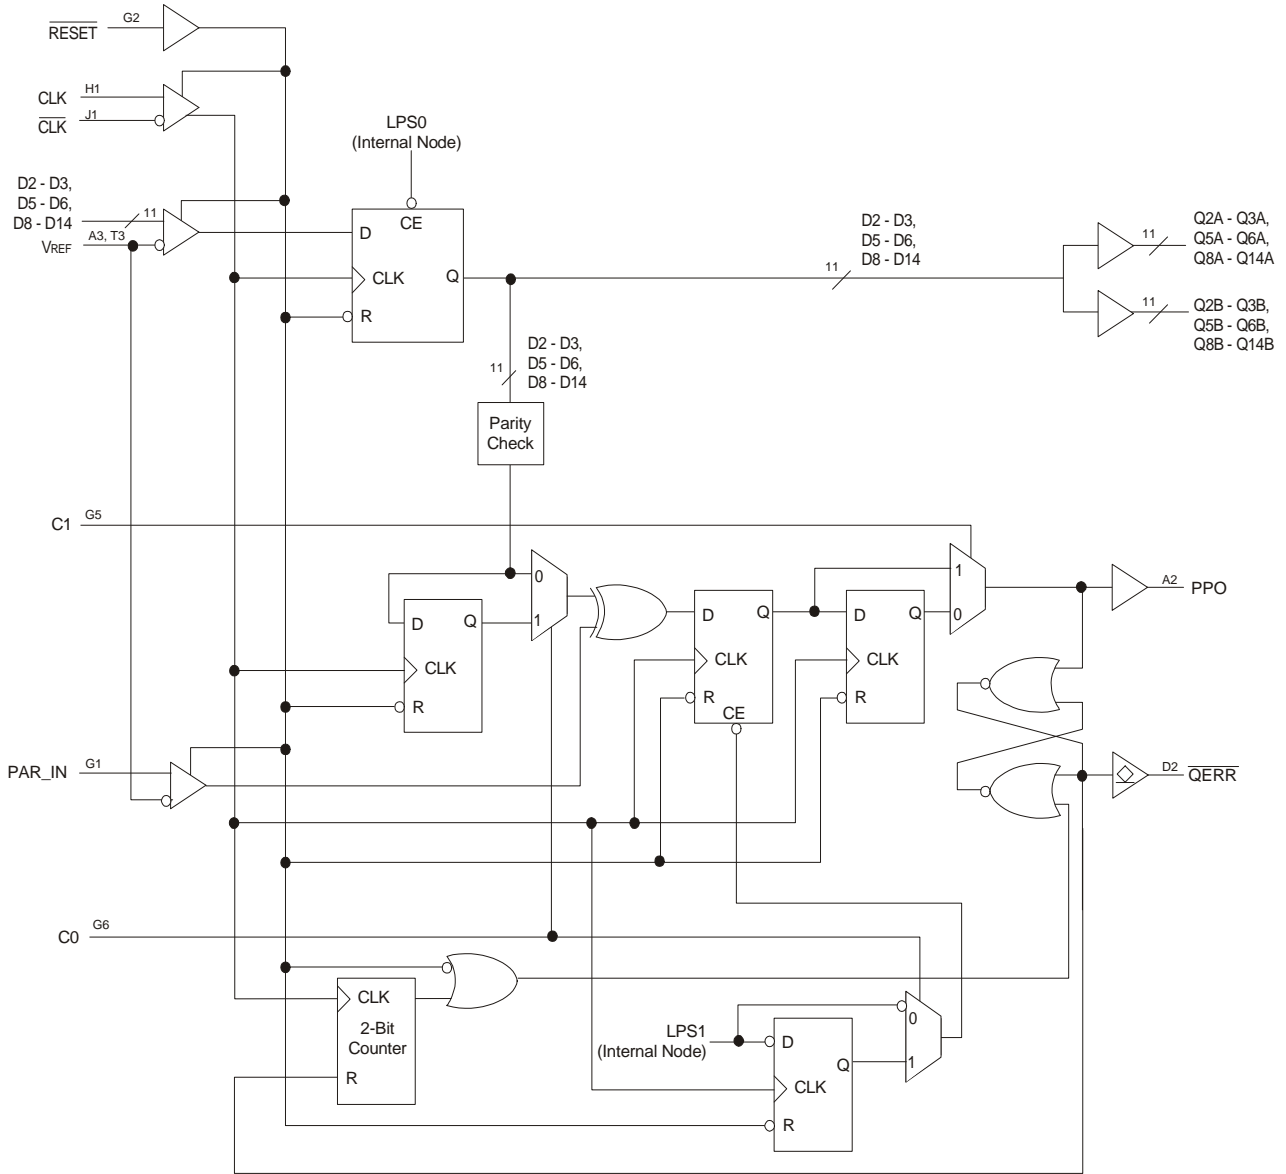 RESET G2
CLK H1
CLK J1
LPS0
(Internal Node)
D2 - D3,
D5 - D6,
D8 - D14
11
VREF A3, T3
CE
D
CLK
Q
R
D2 - D3,
D5 - D6,
D8 - D14
11
11
Q2A - Q3A,
Q5A - Q6A,
Q8A - Q14A
11
Q2B - Q3B,
Q5B - Q6B,
Q8B - Q14B
D2 - D3,
D5 - D6,
D8 - D14
11
Parity
Check
C1 G5
0
1
D
Q
CLK
R
D
Q
CLK
R
CE
D
Q
CLK
R
1
0
A2 PPO
PAR_IN G1
D2 QERR
C0 G6
CLK
2-Bit
Counter
R
LPS1
(Internal Node)
D
Q
CLK
R
0
1